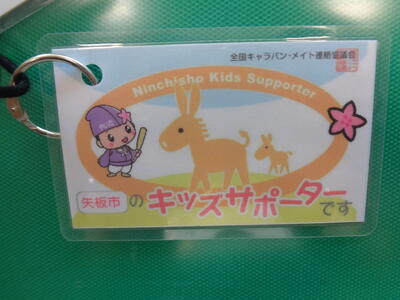 全国キャラバン・メイト連絡協議会
Ninchisho Kids Supporter
矢板市のキッズサポーターです